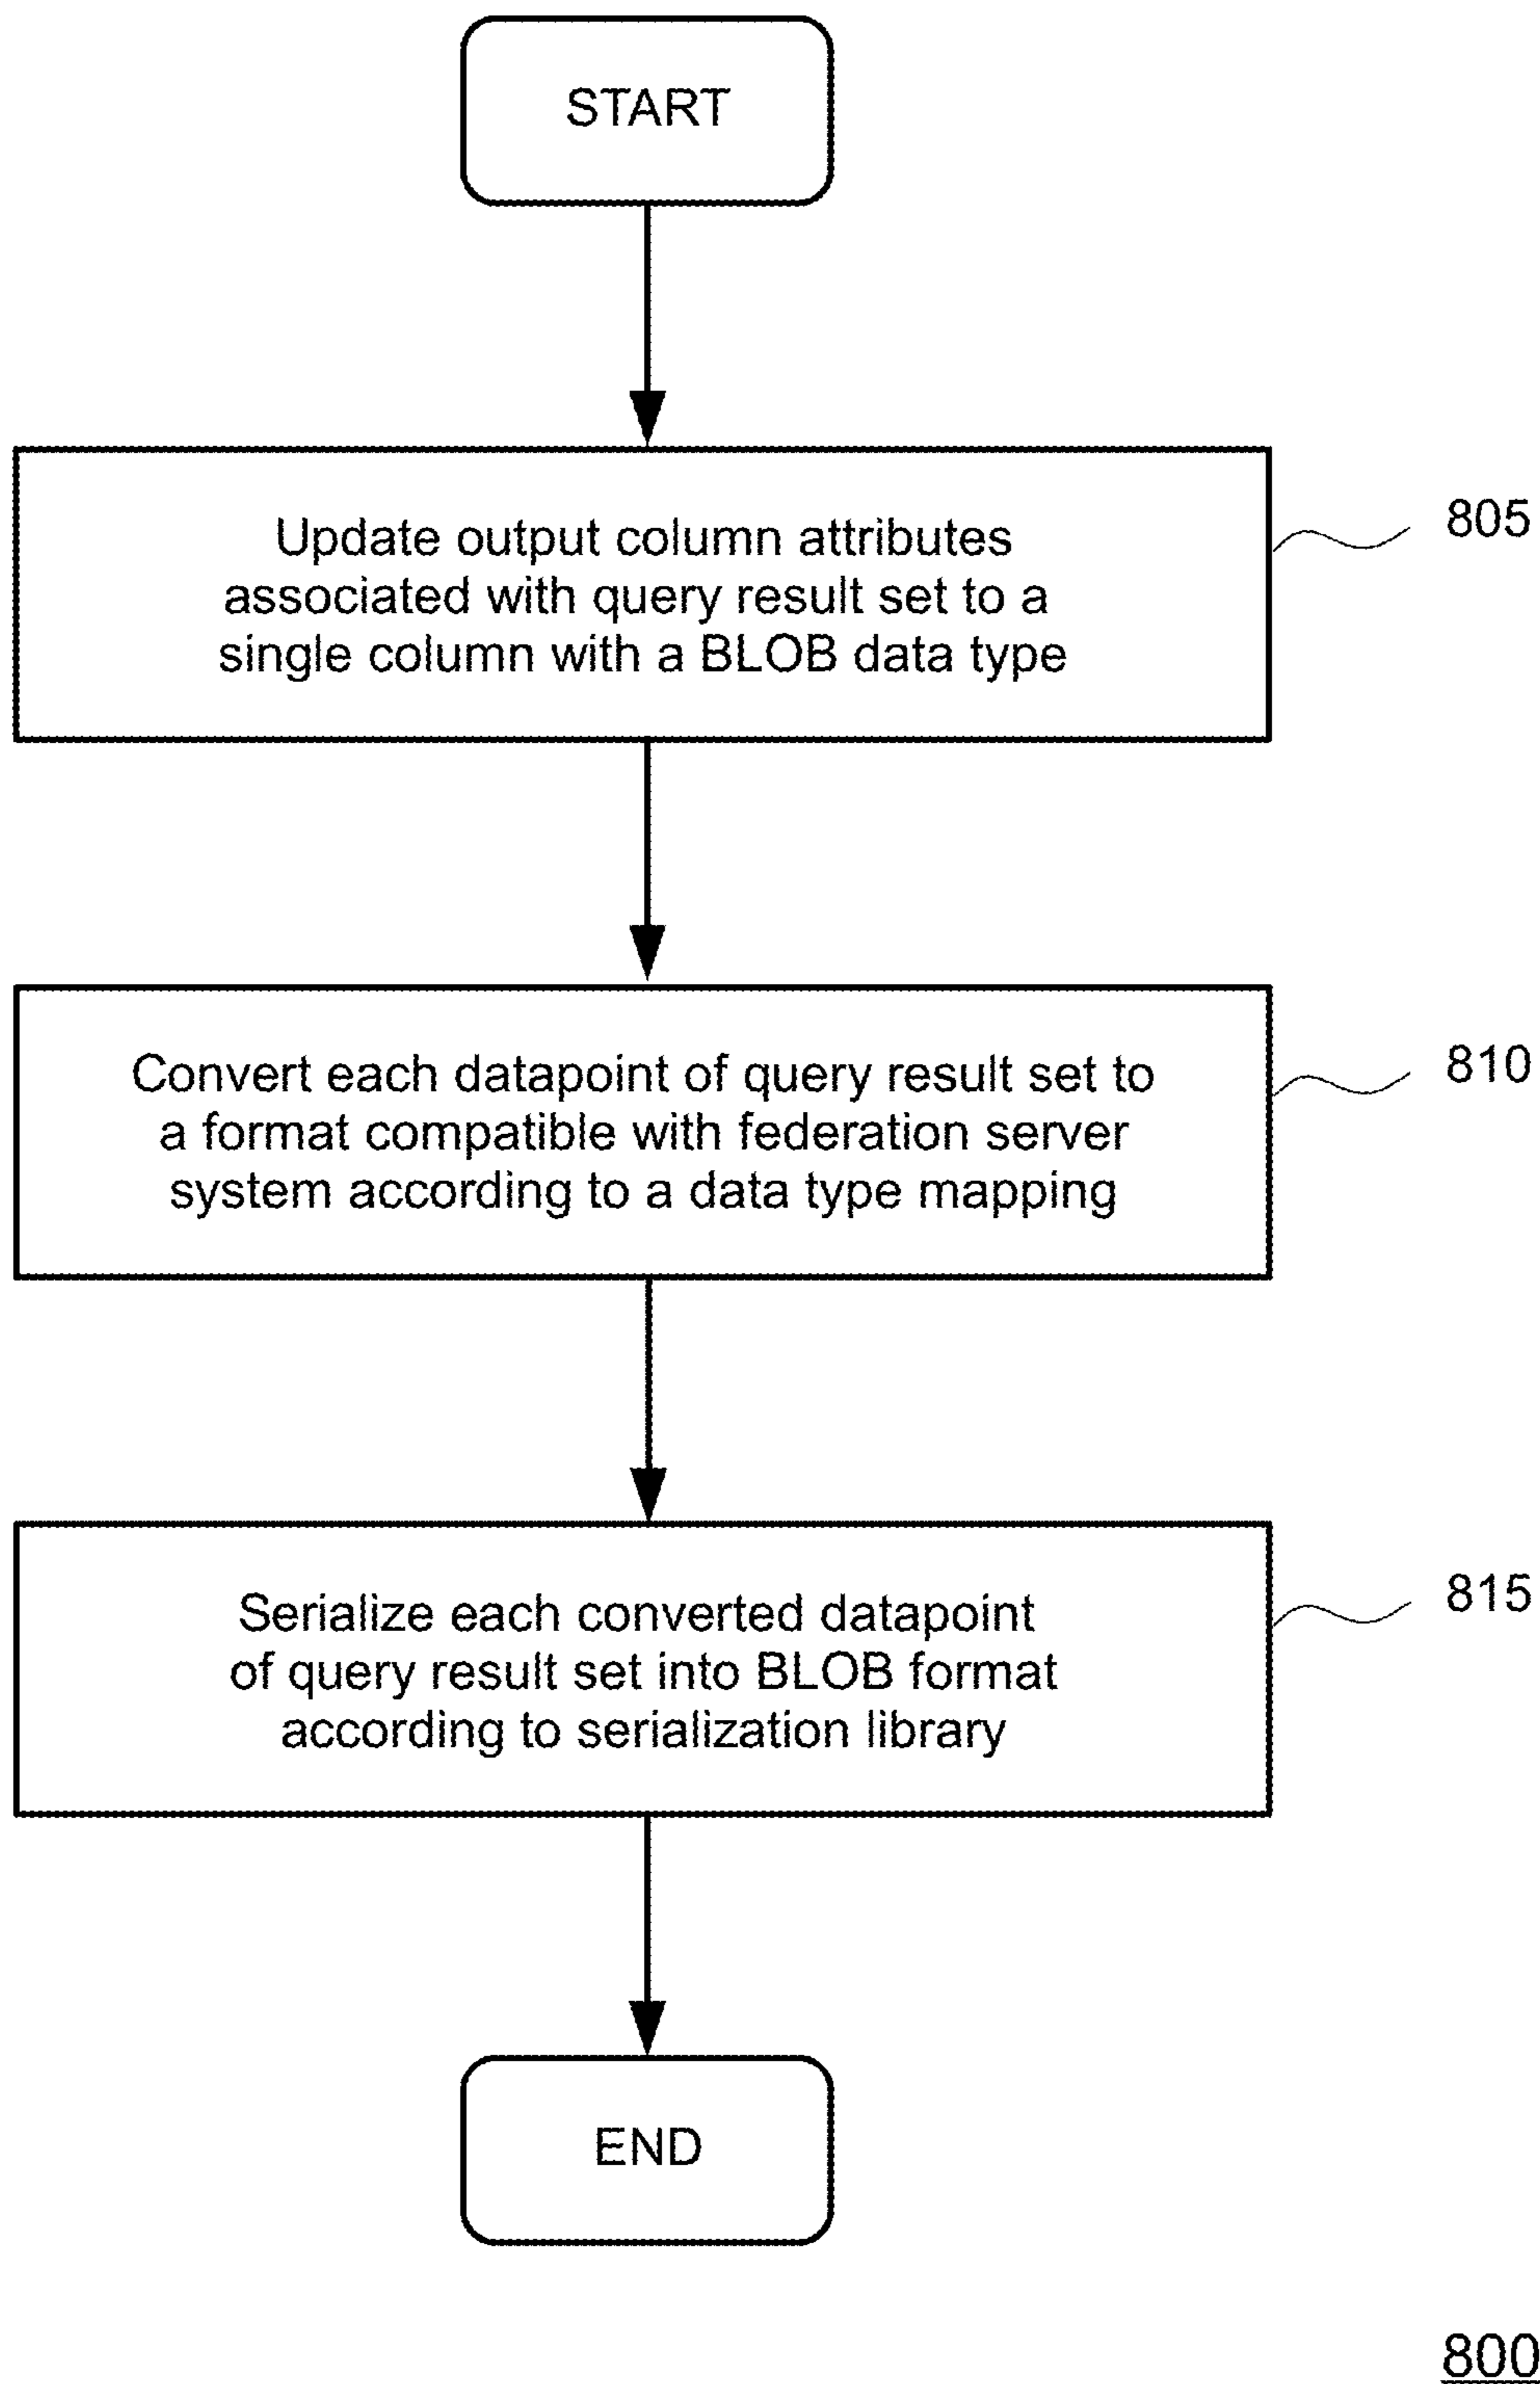 START
Update output column attributes
associated with query result set to a
single column with a BLOB data type
805
Convert each datapoint of query result set to
a format compatible with federation server
system according to a data type mapping
810
Serialize each converted datapoint
of query result set into BLOB format
according to serialization library
815
END
800